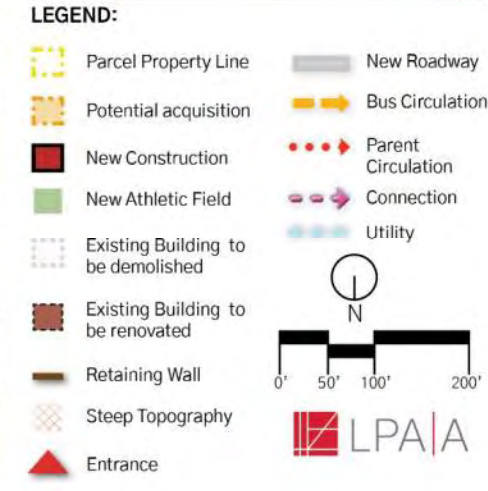 LEGEND:
Parcel Property Line
Potential acquisition
New Construction
New Athletic Field
Existing Building to
be demolished
Existing Building to
be renovated
Retaining Wall
Steep Topography
Entrance
New Roadway
Bus Circulation
Parent
Circulation
Connection
Utility
N
0' 50' 100' 200'
LPA|A